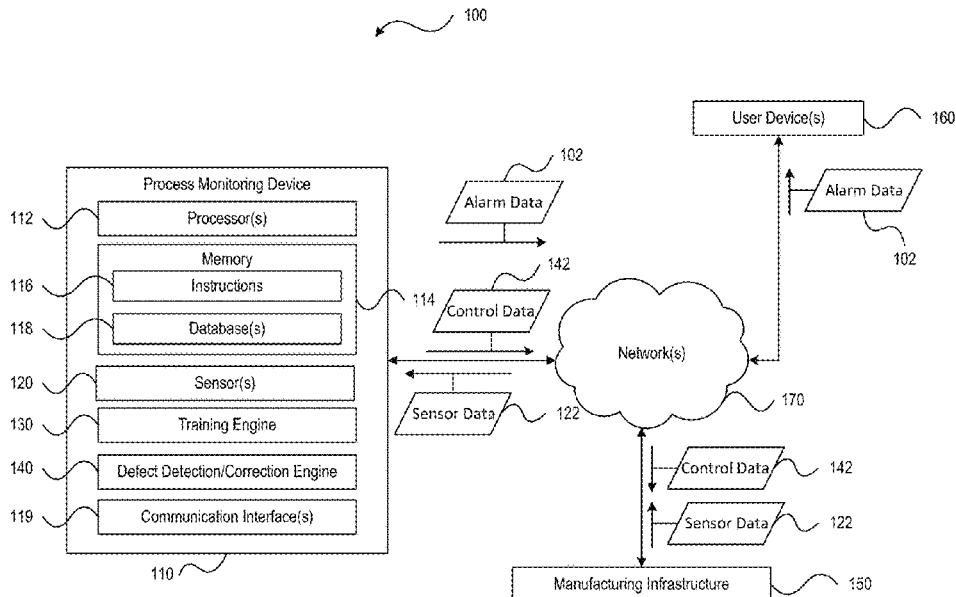 100
User Device(s)
160
Process Monitoring Device
102
Alarm Data
Alarm Data
102
112
Processor(s)
Memory
142
116
Instructions
114
Control Data
118
Database(s)
Network(s)
120
Sensor(s)
170
130
Training Engine
Sensor Data
122
140
Defect Detection/Correction Engine
Control Data
142
119
Communication Interface(s)
Sensor Data
122
110
Manufacturing Infrastructure
150